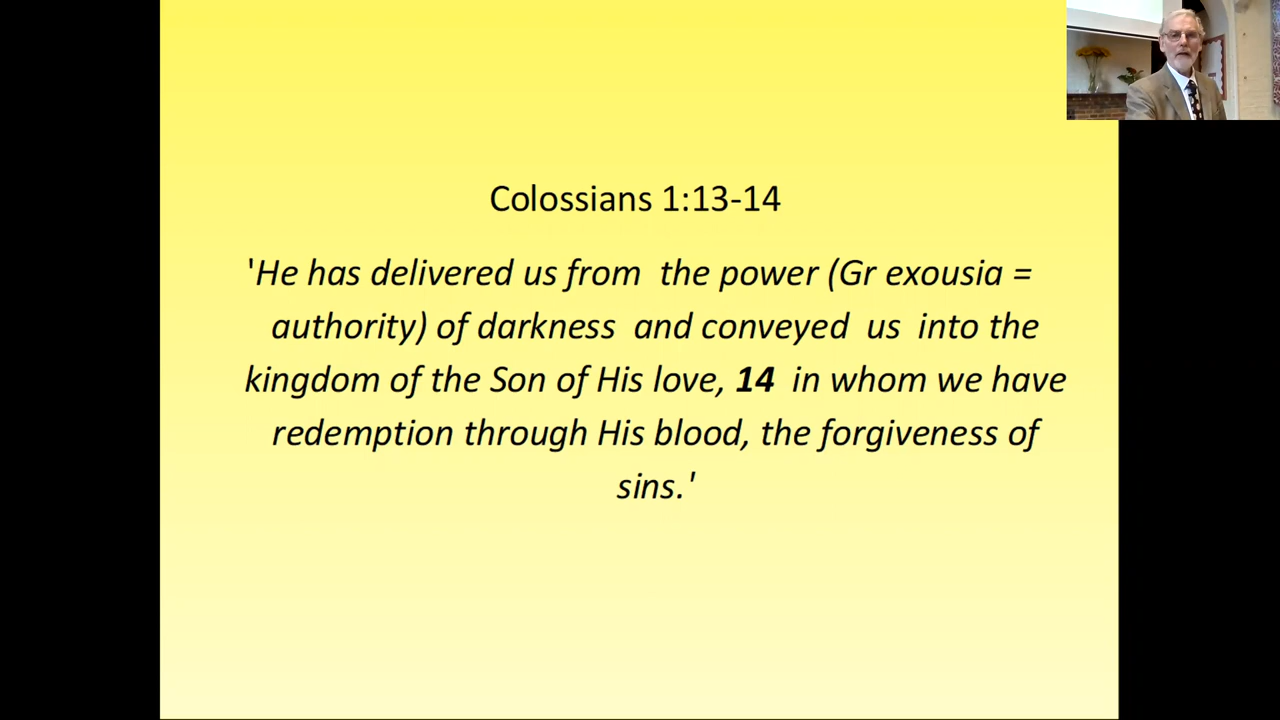 Colossians 1:13-14
'He has delivered us from  the power (Gr exousia =
authority) of darkness  and conveyed  us  into the
kingdom of the Son of His love, 14  in whom we have
redemption through His blood, the forgiveness of
sins.'